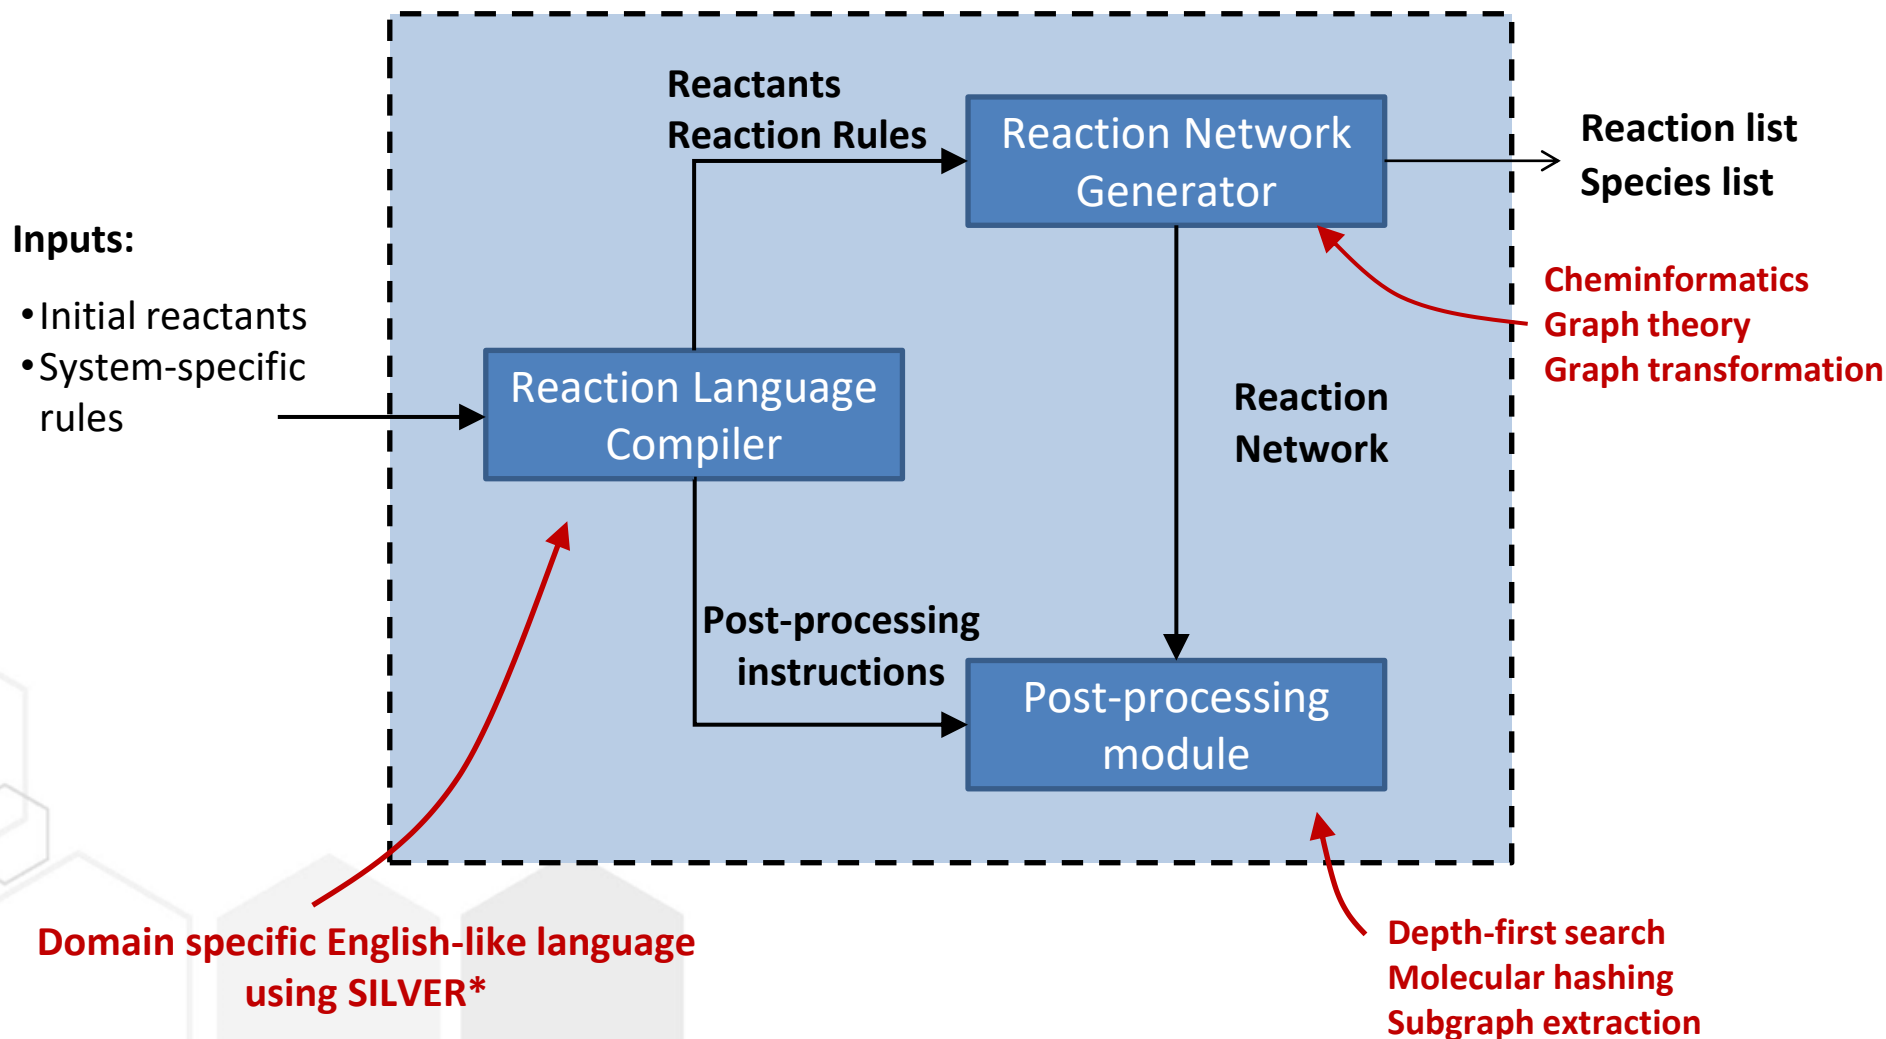 Reactants
Reaction Rules
Reaction Network
Generator
Reaction list
Species list
Inputs:
•Initial reactants
•System-specific
rules
Cheminformatics
Graph theory
Graph transformation
Reaction Language
Compiler
Reaction
Network
Post-processing
instructions
Post-processing
module
Domain specific English-like language
using SILVER*
Depth-first search
Molecular hashing
Subgraph extraction